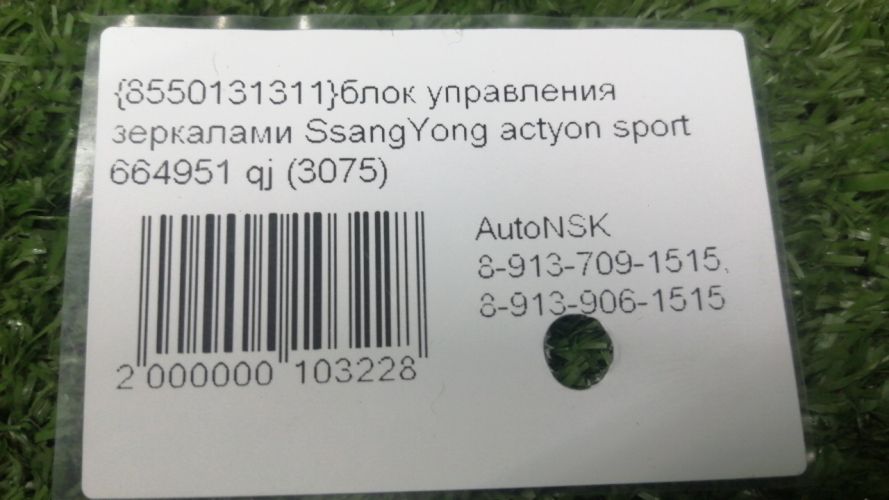 {8550131311}блок управления
зеркалами SsangYong actyon sport
664951 qj (3075)
AutoNSK
8-913-709-1515,
8-913-906-1515
2 000000 103228